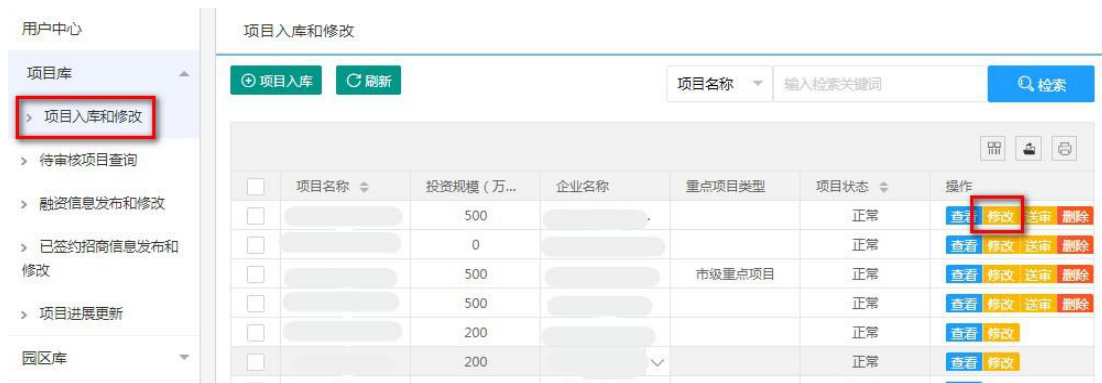 用户中心
项目入库和修改
项目库
项目入库 刷新 项目名称 输入检索关键词 检索
> 项目入库和修改
> 待审核项目查询
> 融资信息发布和修改
> 已签约招商信息发布和
修改
> 项目进展更新
园区库
项目名称 投资规模（万... 企业名称 重点项目类型 项目状态 操作
500 正常 查看 修改 送审 删除
0 正常 查看 修改 送审 删除
500 市级重点项目 正常 查看 修改 送审 删除
500 正常 查看 修改 送审 删除
200 正常 查看 修改
200 正常 查看 修改